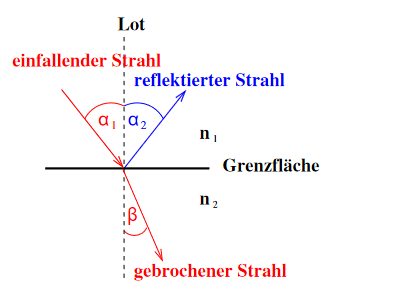 Lot
einfallender Strahl
reflektierter Strahl
α1 α2
n1
Grenzfläche
n2
β
gebrochener Strahl